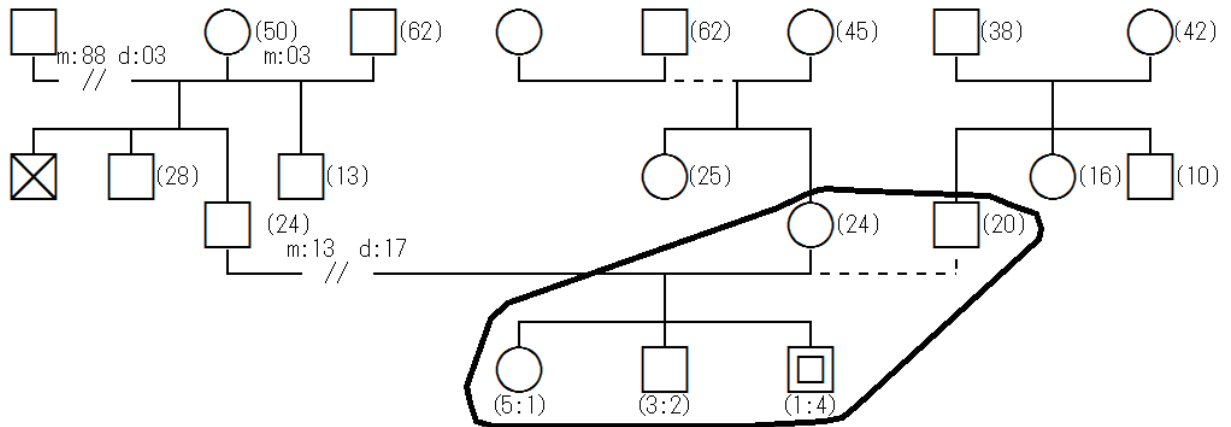 (50) (62) (62) (45) (38) (42)
m:88 d:03 m:03
// 
(28) (13) (25) (16) (10)
(24) (24) (20)
m:13 d:17
//
(5:1) (3:2) (1:4)